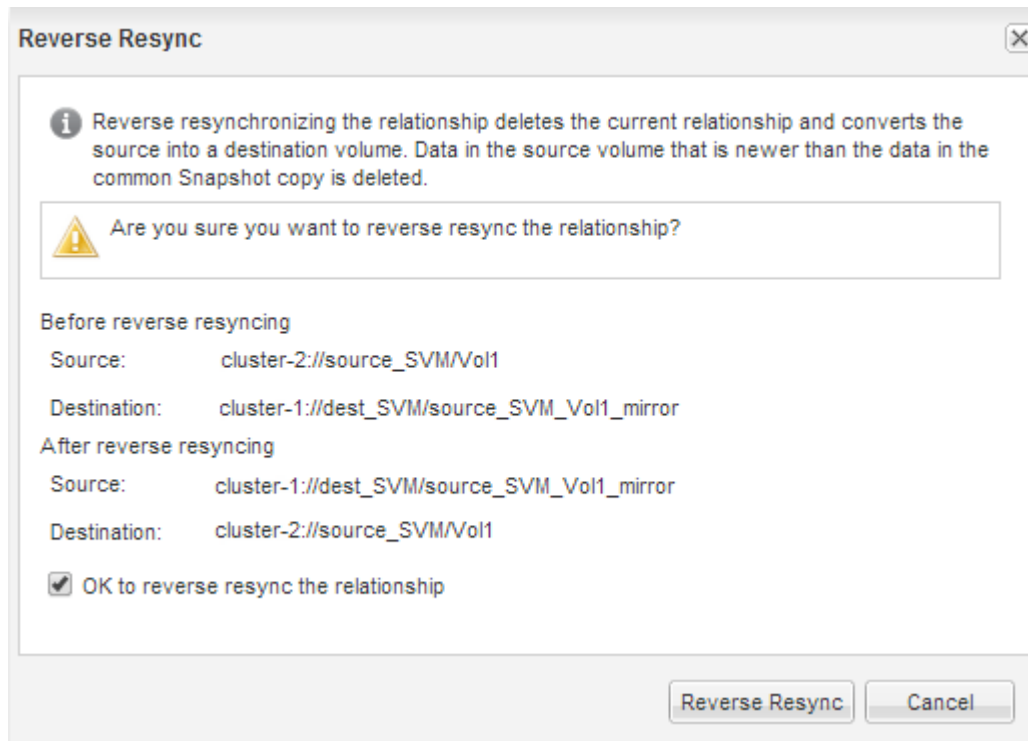 Reverse Resync
Reverse resynchronizing the relationship deletes the current relationship and converts the
source into a destination volume. Data in the source volume that is newer than the data in the
common Snapshot copy is deleted.
Are you sure you want to reverse resync the relationship?
Before reverse resyncing
Source: cluster-2://source_SVM/Vol1
Destination: cluster-1://dest_SVM/source_SVM_Vol1_mirror
After reverse resyncing
Source: cluster-1://dest_SVM/source_SVM_Vol1_mirror
Destination: cluster-2://source_SVM/Vol1
OK to reverse resync the relationship
Reverse Resync Cancel